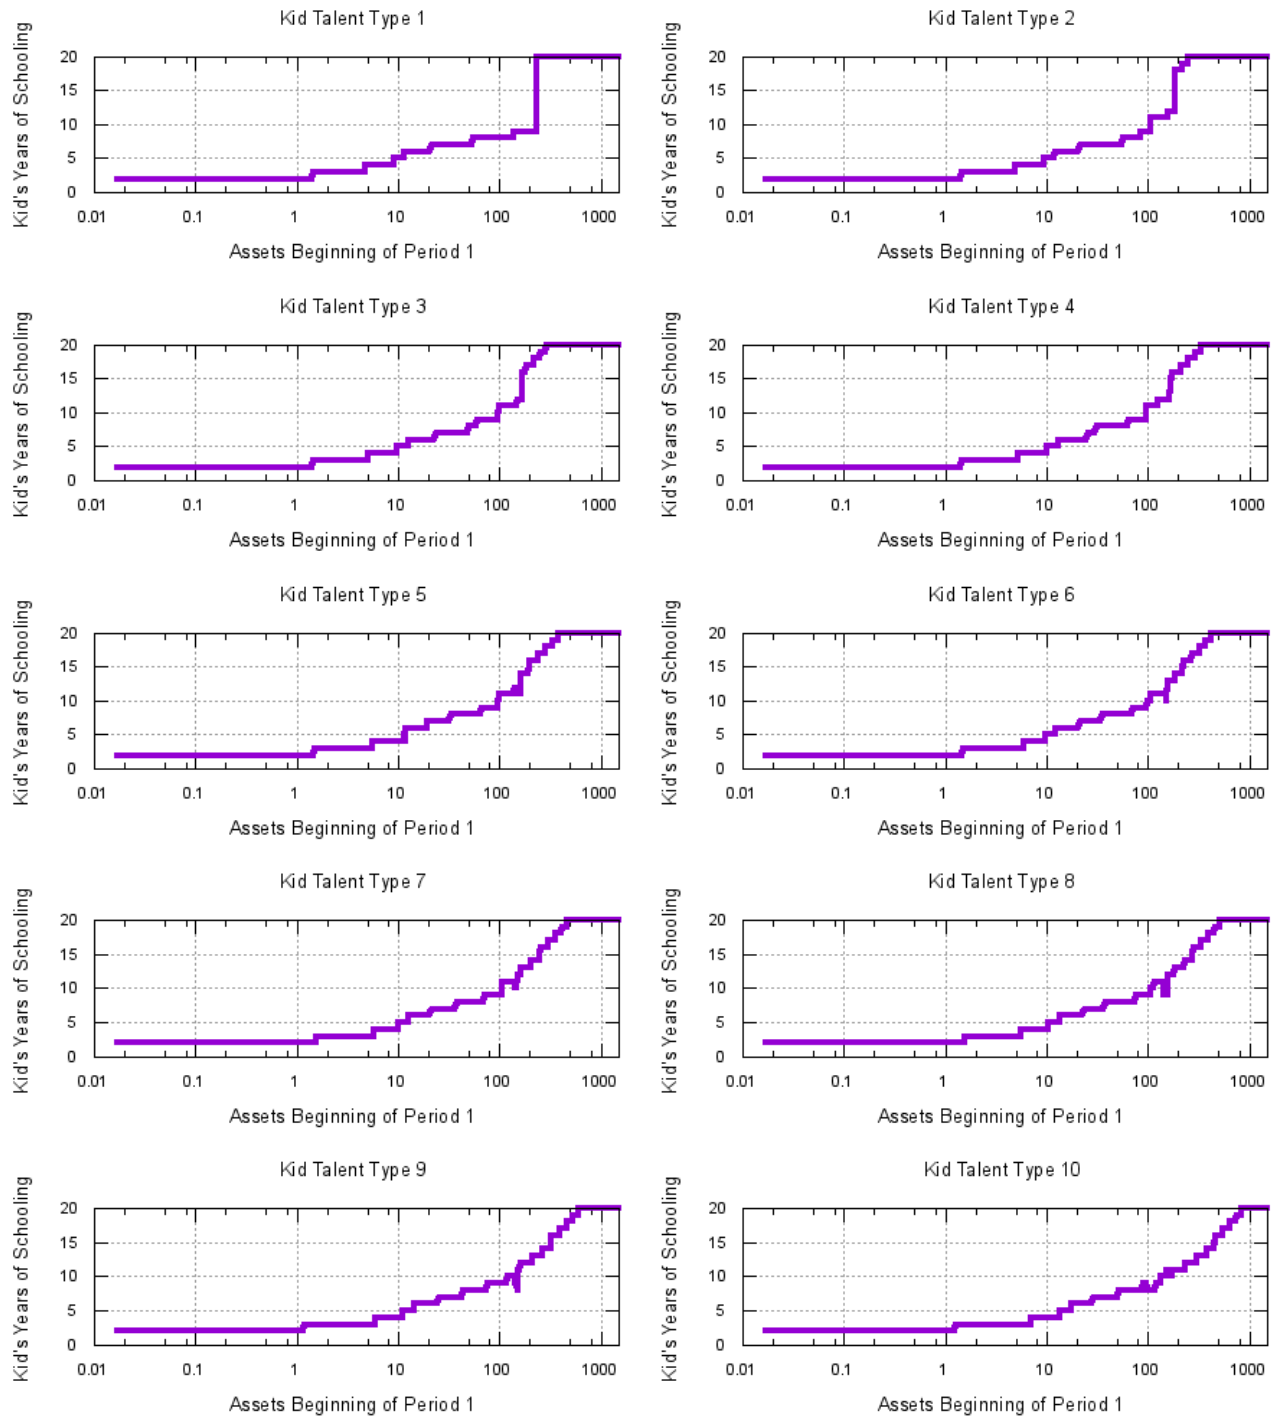 Kid Talent Type 1
Kid's Years of Schooling
20
15
10
5
0
0.01 0.1 1 10 100 1000
Assets Beginning of Period 1
Kid Talent Type 2
Kid's Years of Schooling
20
15
10
5
0
0.01 0.1 1 10 100 1000
Assets Beginning of Period 1
Kid Talent Type 3
Kid's Years of Schooling
20
15
10
5
0
0.01 0.1 1 10 100 1000
Assets Beginning of Period 1
Kid Talent Type 4
Kid's Years of Schooling
20
15
10
5
0
0.01 0.1 1 10 100 1000
Assets Beginning of Period 1
Kid Talent Type 5
Kid's Years of Schooling
20
15
10
5
0
0.01 0.1 1 10 100 1000
Assets Beginning of Period 1
Kid Talent Type 6
Kid's Years of Schooling
20
15
10
5
0
0.01 0.1 1 10 100 1000
Assets Beginning of Period 1
Kid Talent Type 7
Kid's Years of Schooling
20
15
10
5
0
0.01 0.1 1 10 100 1000
Assets Beginning of Period 1
Kid Talent Type 8
Kid's Years of Schooling
20
15
10
5
0
0.01 0.1 1 10 100 1000
Assets Beginning of Period 1
Kid Talent Type 9
Kid's Years of Schooling
20
15
10
5
0
0.01 0.1 1 10 100 1000
Assets Beginning of Period 1
Kid Talent Type 10
Kid's Years of Schooling
20
15
10
5
0
0.01 0.1 1 10 100 1000
Assets Beginning of Period 1